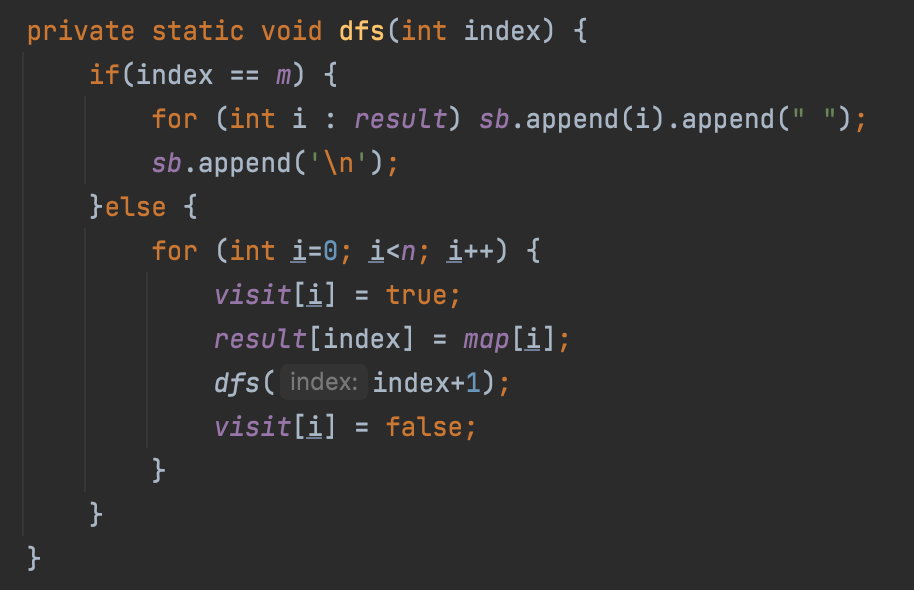 private static void dfs(int index) {
    if(index == m) {
        for (int i : result) sb.append(i).append(" ");
        sb.append('\n');
    }else {
        for (int i=0; i<n; i++) {
            visit[i] = true;
            result[index] = map[i];
            dfs( index: index+1);
            visit[i] = false;
        }
    }
}